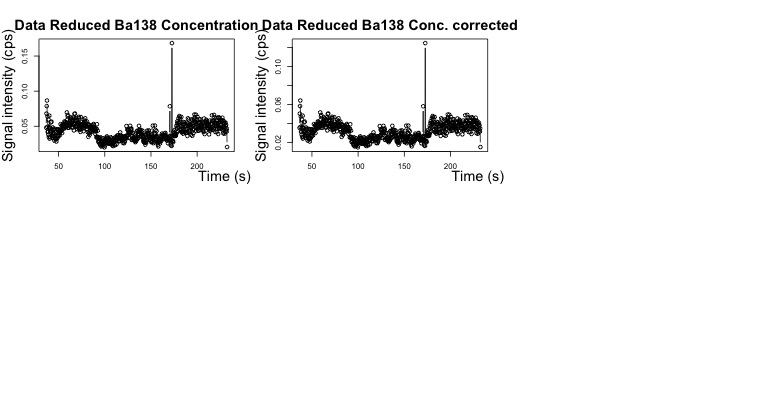 Data Reduced Ba138 Concentration
Signal intensity (cps)
0.05
0.10
0.15
50
100
150
200
Time (s)
Data Reduced Ba138 Conc. corrected
Signal intensity (cps)
0.02
0.06
0.10
50
100
150
200
Time (s)